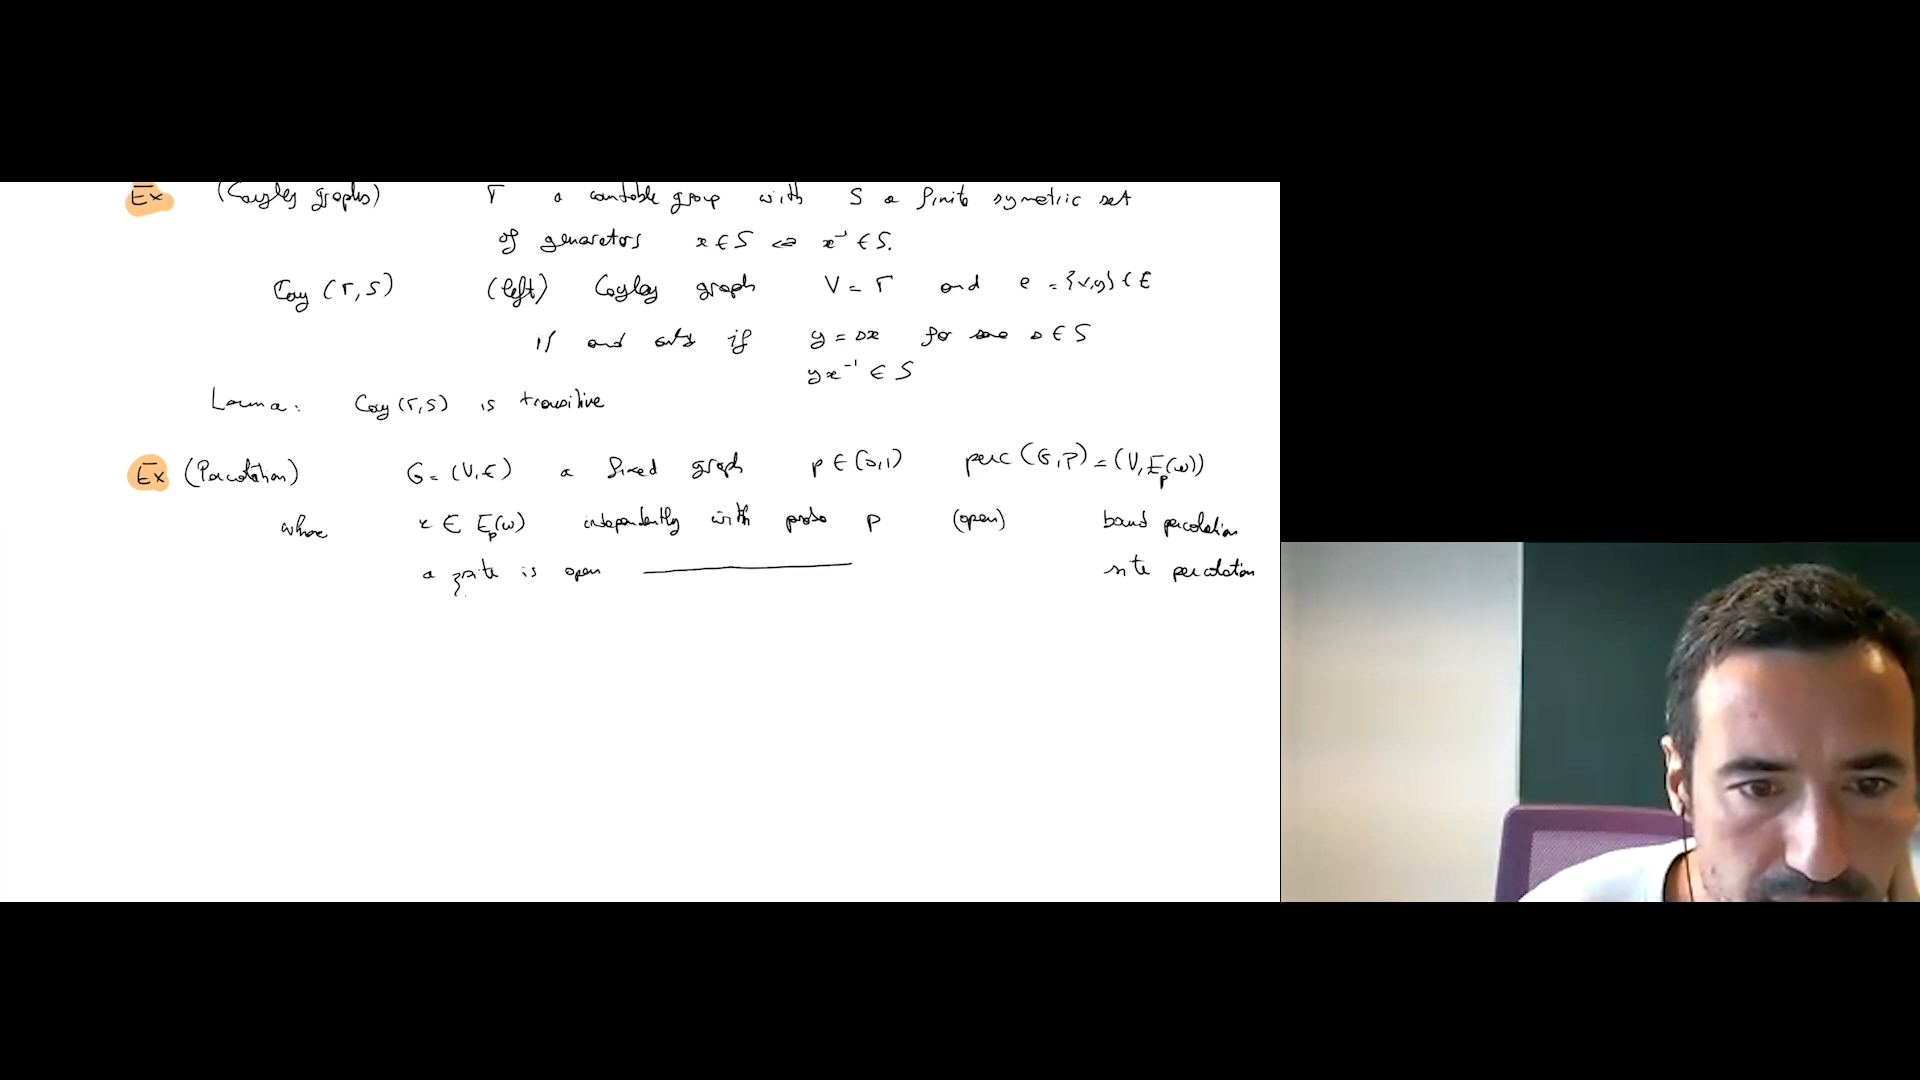 Ex (Cayley graphs) Γ a countable group with S a finite symetric set
of generators x ∈ S ⇔ x⁻¹ ∈ S.
Cay (Γ, S) (left) Cayley graph V = Γ and e = {x,y} ∈ E
if and only if y = sx for some s ∈ S
yx⁻¹ ∈ S
Lemma: Cay (Γ, S) is transitive
Ex (Percolation) G = (V, E) a fixed graph p ∈ (0,1) perc (G, p) = (V, E_p(ω))
where x ∈ E_p(ω) independently with proba p (open) bond percolation
a site is open ———— site percolation